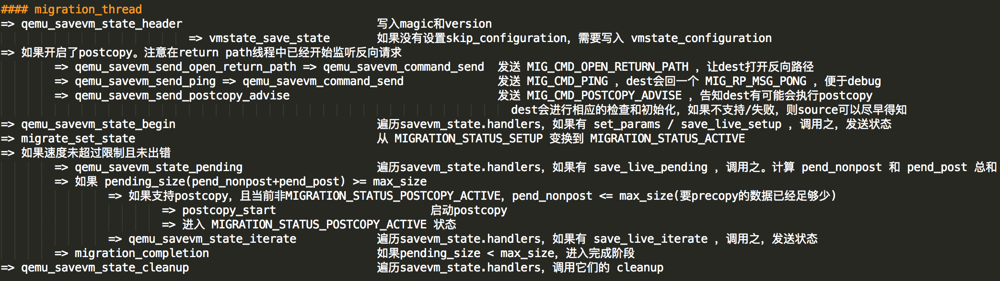 #### migration_thread
=> qemu_savevm_state_header 写入magic和version
=> vmstate_save_state 如果没有设置skip_configuration，需要写入 vmstate_configuration
=> 如果开启了postcopy。注意在return path线程中已经开始监听反向请求
=> qemu_savevm_send_open_return_path => qemu_savevm_command_send 发送 MIG_CMD_OPEN_RETURN_PATH ，让dest打开反向路径
=> qemu_savevm_send_ping => qemu_savevm_command_send 发送 MIG_CMD_PING ，dest会回一个 MIG_RP_MSG_PONG ，便于debug
=> qemu_savevm_send_postcopy_advise 发送 MIG_CMD_POSTCOPY_ADVISE ，告知dest有可能会执行postcopy
dest会进行相应的检查和初始化，如果不支持/失败，则source可以尽早得知
=> qemu_savevm_state_begin 遍历savevm_state.handlers，如果有 set_params / save_live_setup ，调用之，发送状态
=> migrate_set_state 从 MIGRATION_STATUS_SETUP 变换到 MIGRATION_STATUS_ACTIVE
=> 如果速度未超过限制且未出错
=> qemu_savevm_state_pending 遍历savevm_state.handlers，如果有 save_live_pending ，调用之。计算 pend_nonpost 和 pend_post 总和
=> 如果 pending_size(pend_nonpost+pend_post) >= max_size
=> 如果支持postcopy，且当前非MIGRATION_STATUS_POSTCOPY_ACTIVE，pend_nonpost <= max_size(要precopy的数据已经足够少)
=> postcopy_start 启动postcopy
=> 进入 MIGRATION_STATUS_POSTCOPY_ACTIVE 状态
=> qemu_savevm_state_iterate 遍历savevm_state.handlers，如果有 save_live_iterate ，调用之，发送状态
=> migration_completion 如果pending_size < max_size，进入完成阶段
=> qemu_savevm_state_cleanup 遍历savevm_state.handlers，调用它们的 cleanup